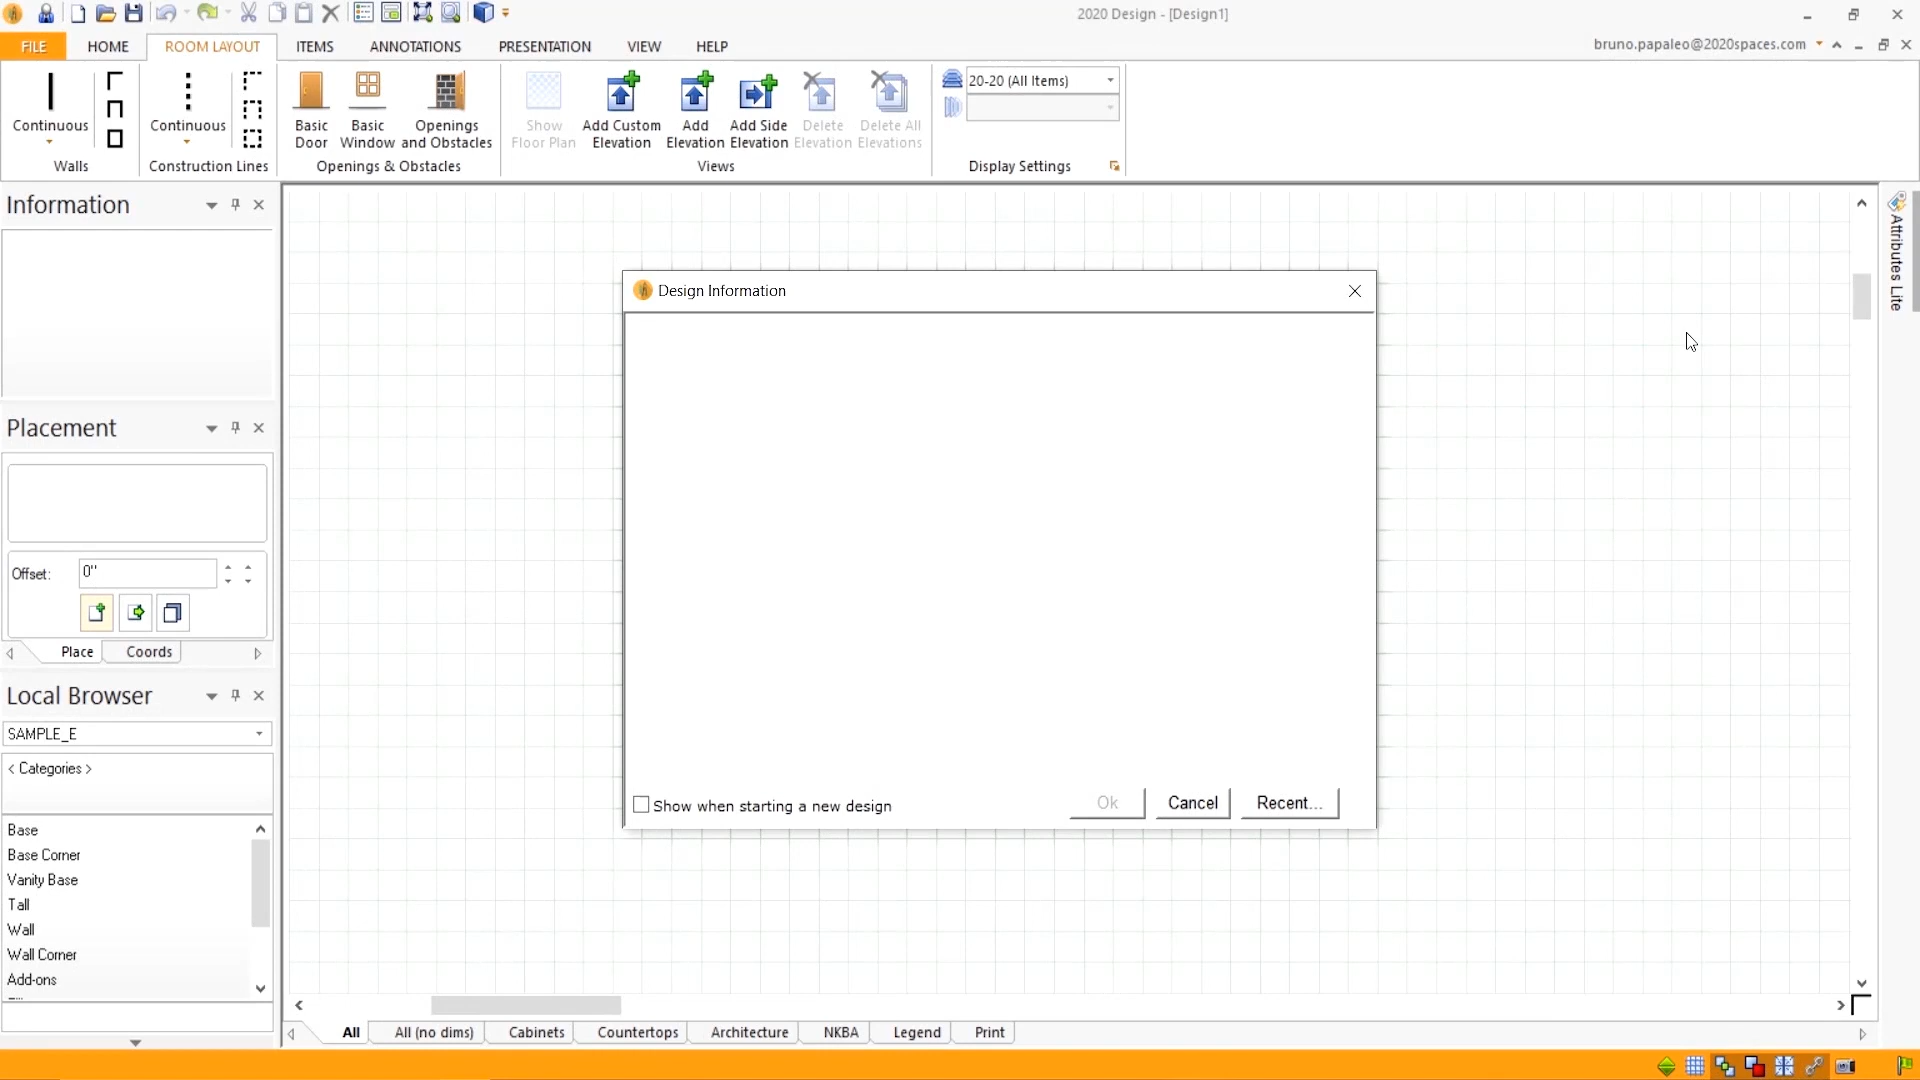 2020 Design - [Design1]
FILE HOME ROOM LAYOUT ITEMS ANNOTATIONS PRESENTATION VIEW HELP
bruno.papaleo@2020spaces.com
Continuous
Walls
Continuous
Construction Lines
Basic Door
Basic Window
Openings and Obstacles
Openings & Obstacles
Show Floor Plan
Add Custom Elevation
Add Elevation
Add Side Elevation
Delete Elevation
Delete All Elevations
Views
20-20 (All Items)
Display Settings
Information
Placement
Offset: 0"
Place Coords
Local Browser
SAMPLE_E
< Categories >
Base
Base Corner
Vanity Base
Tall
Wall
Wall Corner
Add-ons
Design Information
Show when starting a new design
Ok Cancel Recent...
Attributes Lite
All All (no dims) Cabinets Countertops Architecture NKBA Legend Print